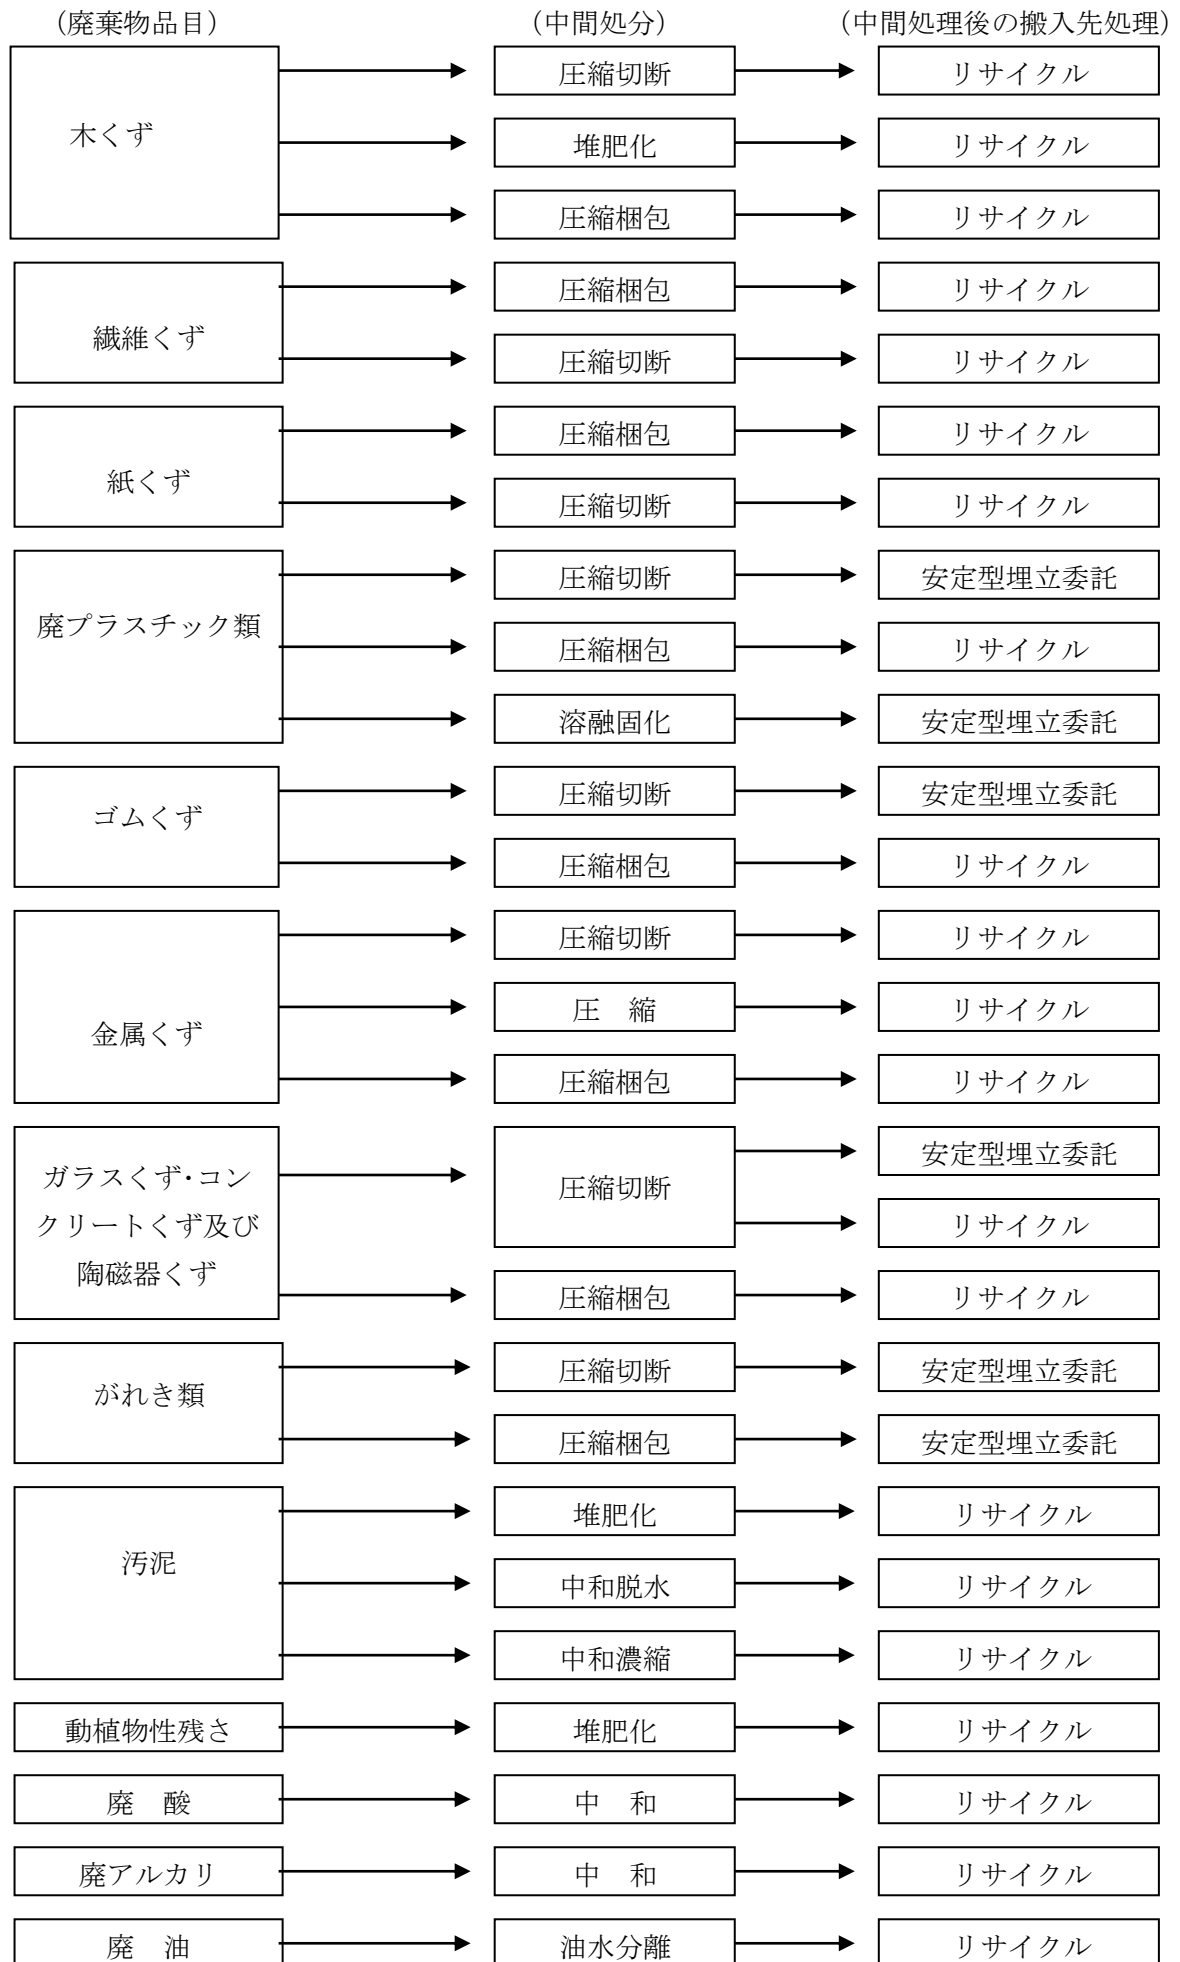 (廃棄物品目)
(中間処分)
(中間処理後の搬入先処理)
木くず
圧縮切断
リサイクル
堆肥化
リサイクル
圧縮梱包
リサイクル
繊維くず
圧縮梱包
リサイクル
圧縮切断
リサイクル
紙くず
圧縮梱包
リサイクル
圧縮切断
リサイクル
廃プラスチック類
圧縮切断
安定型埋立委託
圧縮梱包
リサイクル
溶融固化
安定型埋立委託
ゴムくず
圧縮切断
安定型埋立委託
圧縮梱包
リサイクル
金属くず
圧縮切断
リサイクル
圧　縮
リサイクル
圧縮梱包
リサイクル
ガラスくず・コン
クリートくず及び
陶磁器くず
圧縮切断
安定型埋立委託
リサイクル
圧縮梱包
リサイクル
がれき類
圧縮切断
安定型埋立委託
圧縮梱包
安定型埋立委託
汚泥
堆肥化
リサイクル
中和脱水
リサイクル
中和濃縮
リサイクル
動植物性残さ
堆肥化
リサイクル
廃　酸
中　和
リサイクル
廃アルカリ
中　和
リサイクル
廃　油
油水分離
リサイクル